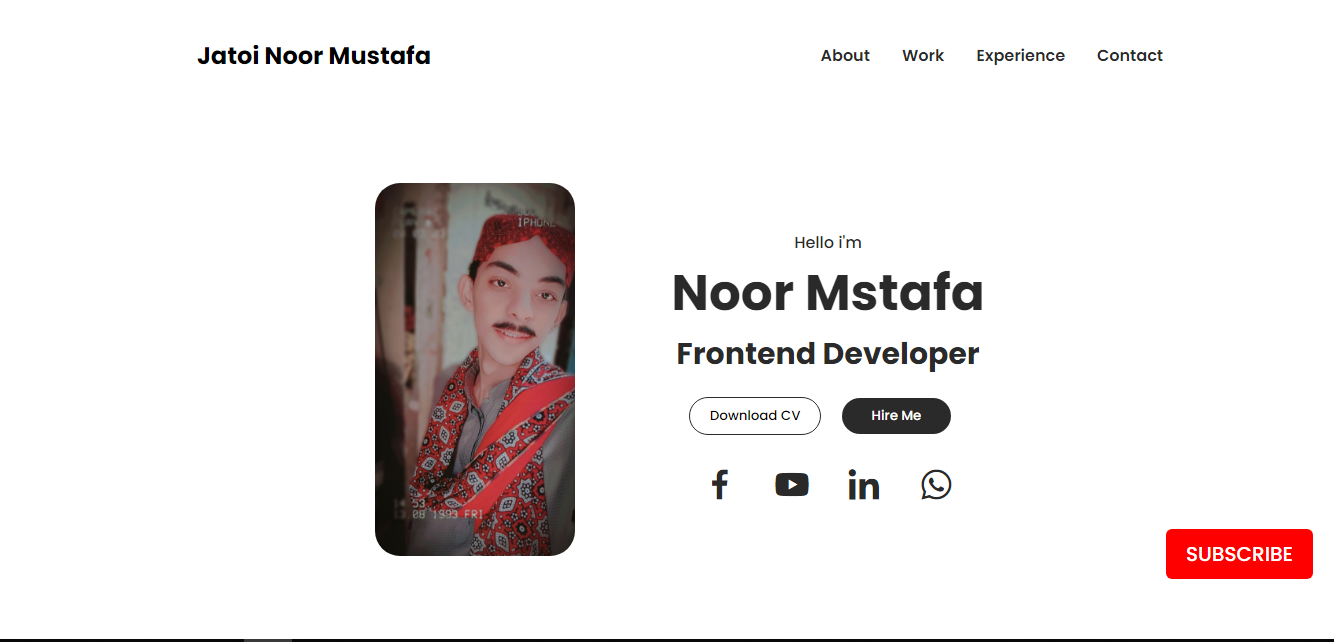 Jatoi Noor Mustafa
About Work Experience Contact
IPHONE
Hello i'm
Noor Mstafa
Frontend Developer
Download CV Hire Me
14 53
13 08 1993 FRI
SUBSCRIBE